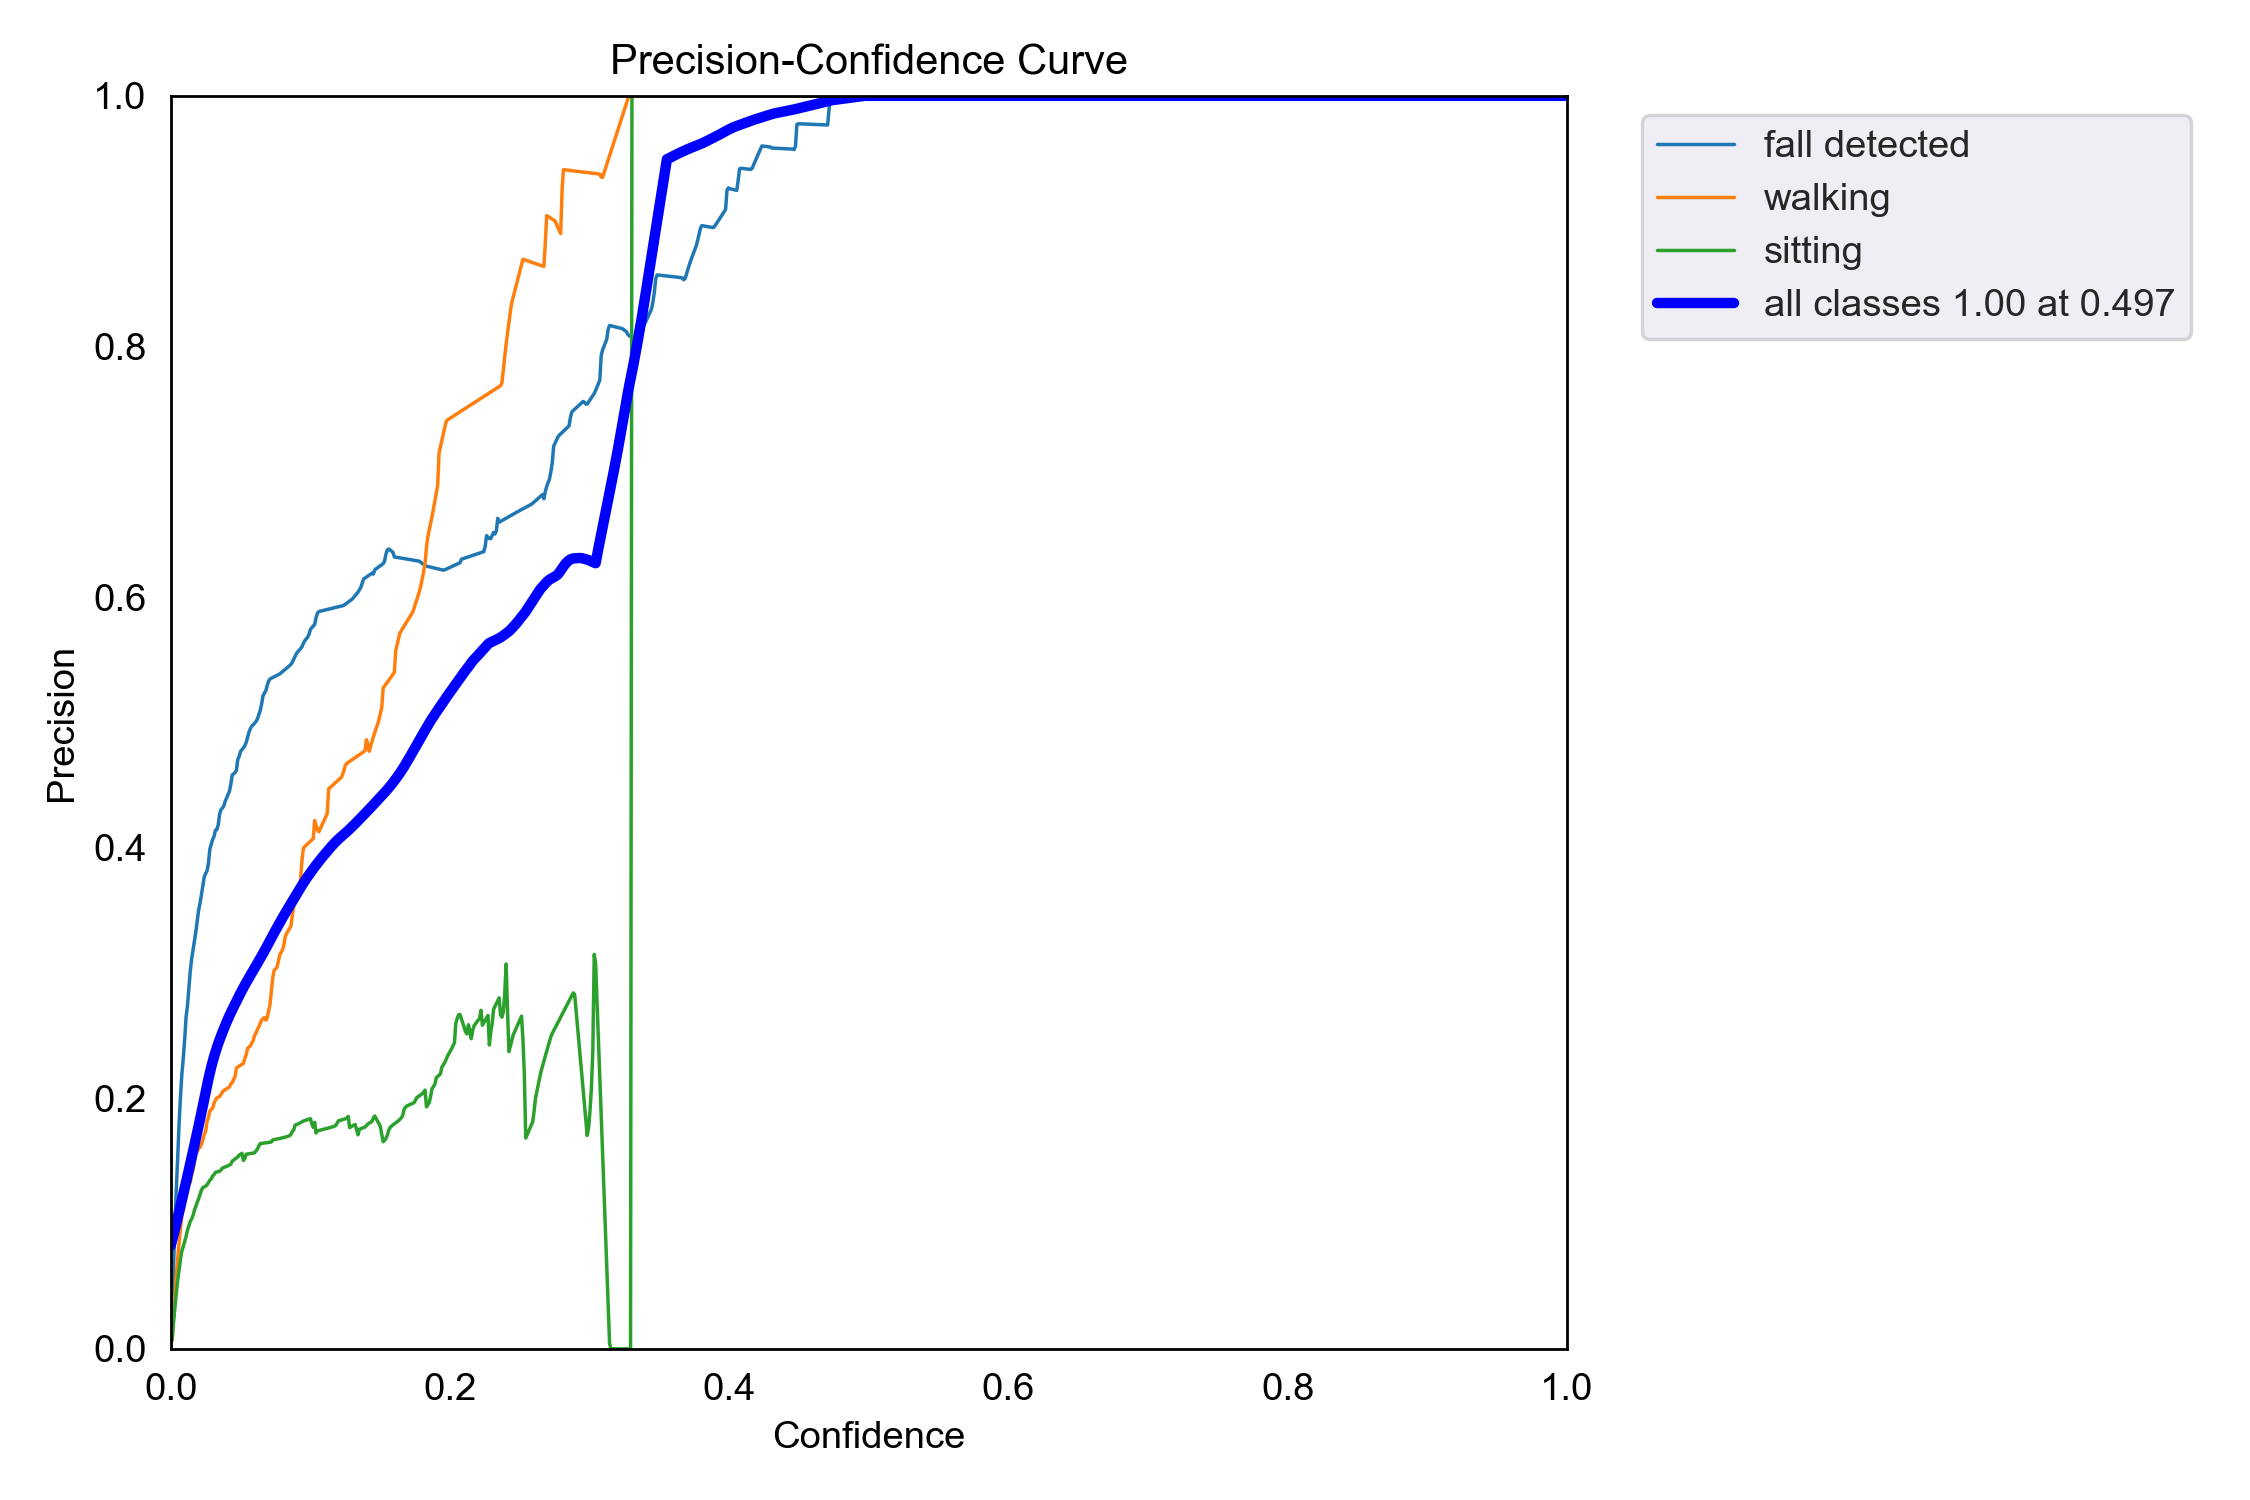 Precision-Confidence Curve
1.0
0.8
0.6
0.4
0.2
0.0
Precision
0.0 0.2 0.4 0.6 0.8 1.0
Confidence
fall detected
walking
sitting
all classes 1.00 at 0.497